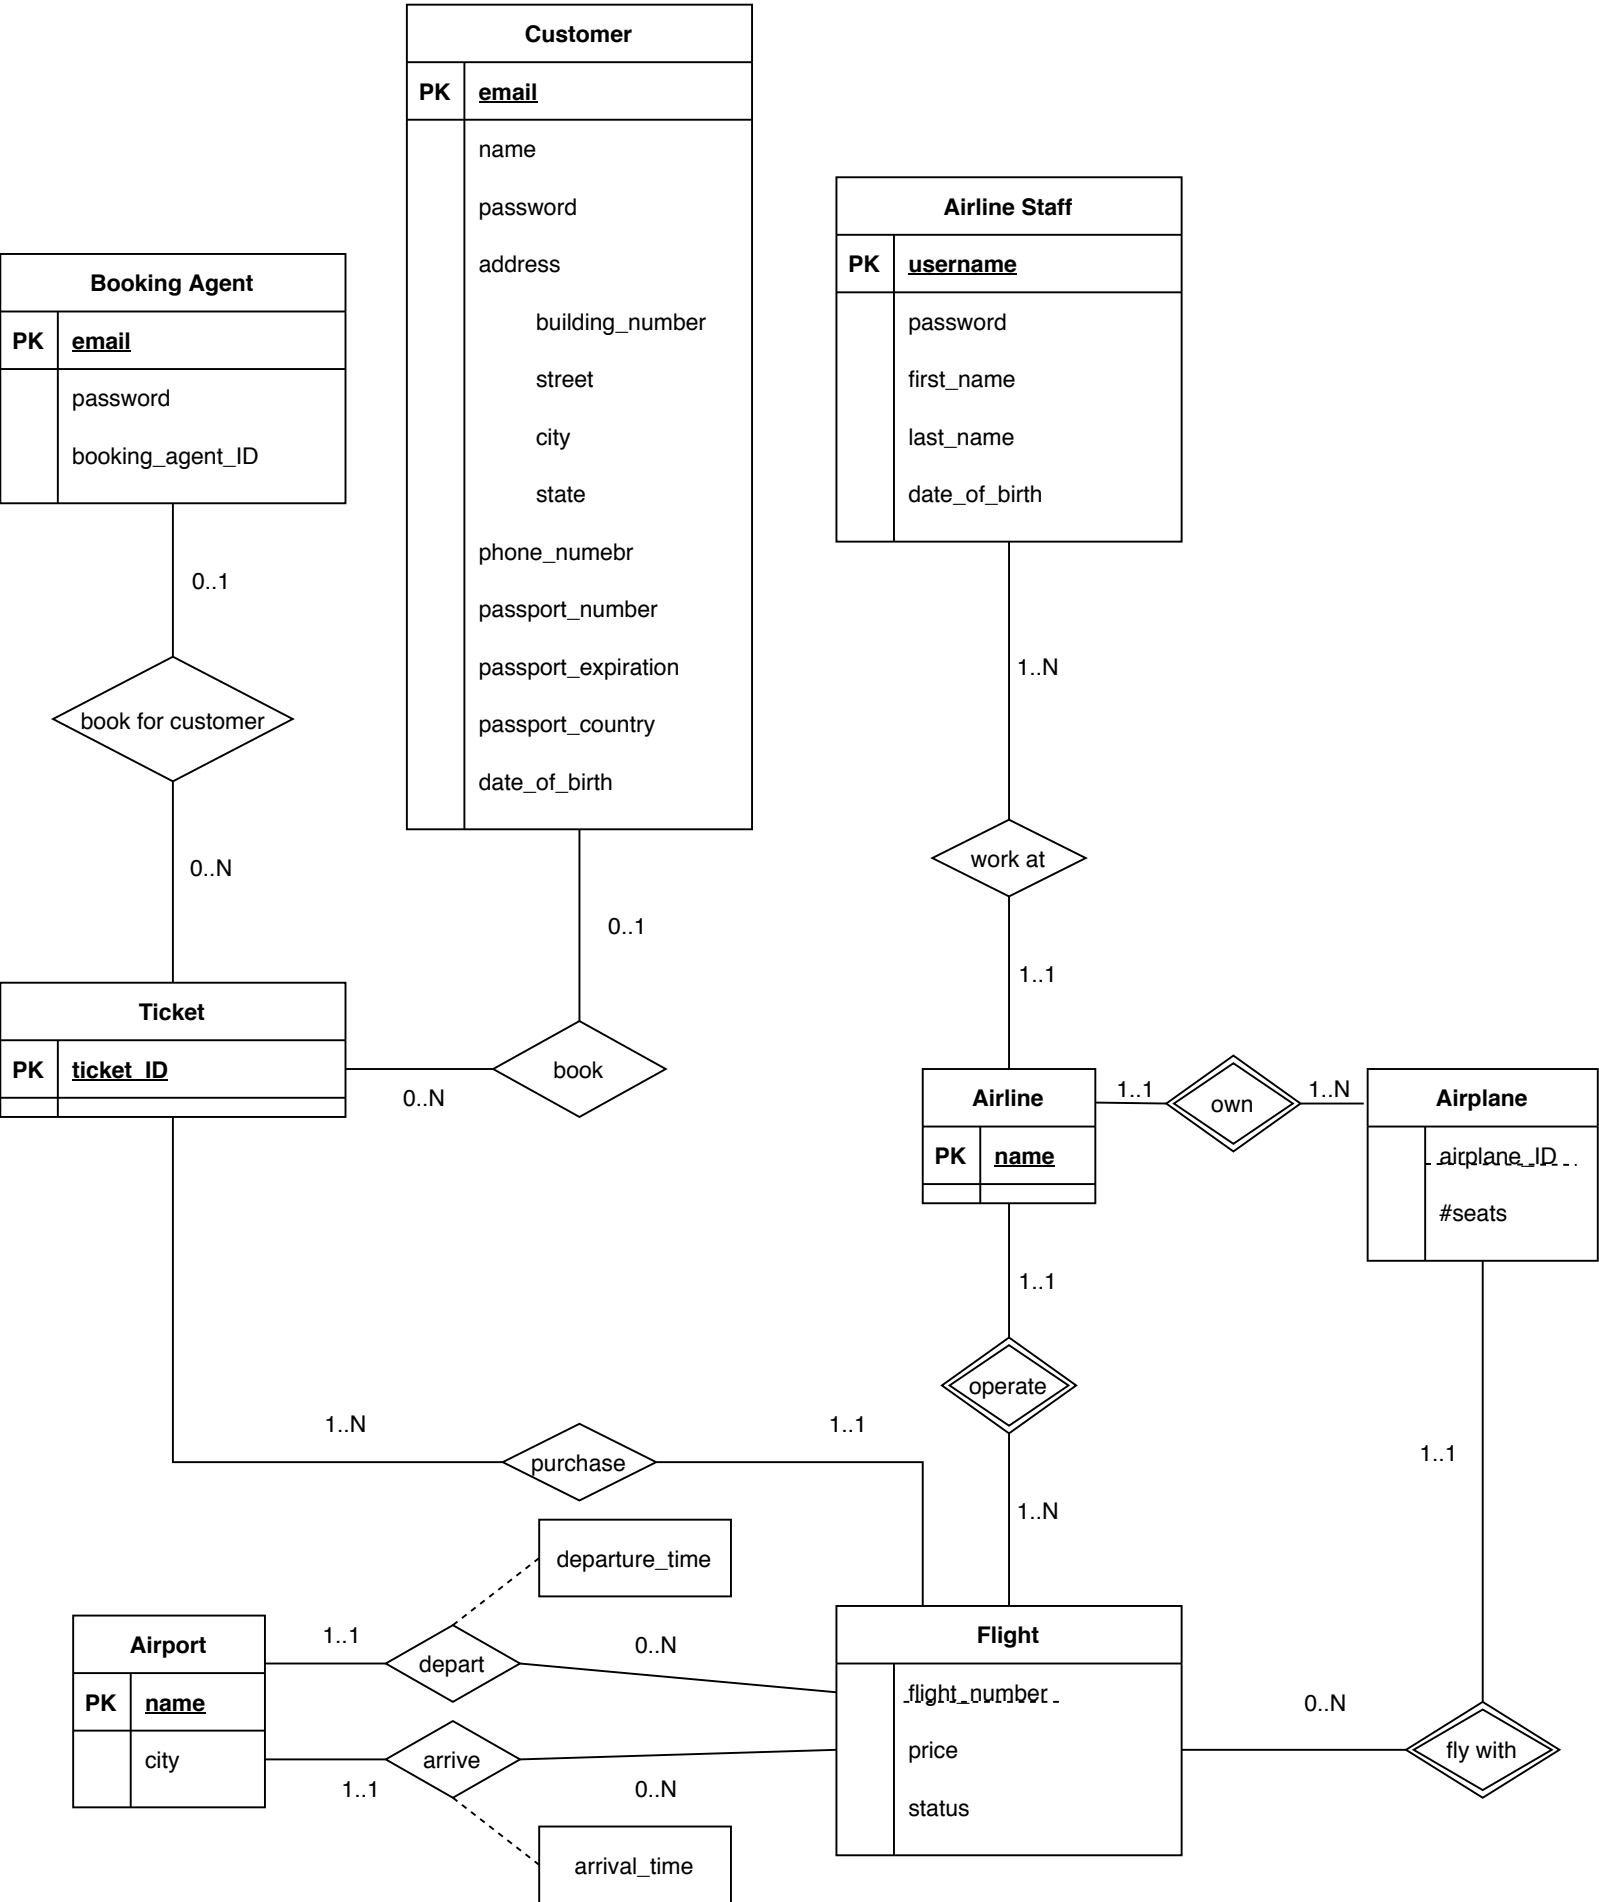 Customer
PK email
name
password
address
building_number
street
city
state
phone_numebr
passport_number
passport_expiration
passport_country
date_of_birth
Airline Staff
PK username
password
first_name
last_name
date_of_birth
Booking Agent
PK email
password
booking_agent_ID
0..1
book for customer
0..N
0..1
1..N
work at
1..1
Ticket
PK ticket_ID
0..N
book
Airline
PK name
1..1
own
1..N
Airplane
airplane_ID
#seats
1..1
operate
1..N
1..1
1..N
purchase
1..1
departure_time
Airport
PK name
city
1..1
depart
0..N
1..1
arrive
0..N
arrival_time
Flight
flight_number
price
status
0..N
fly with